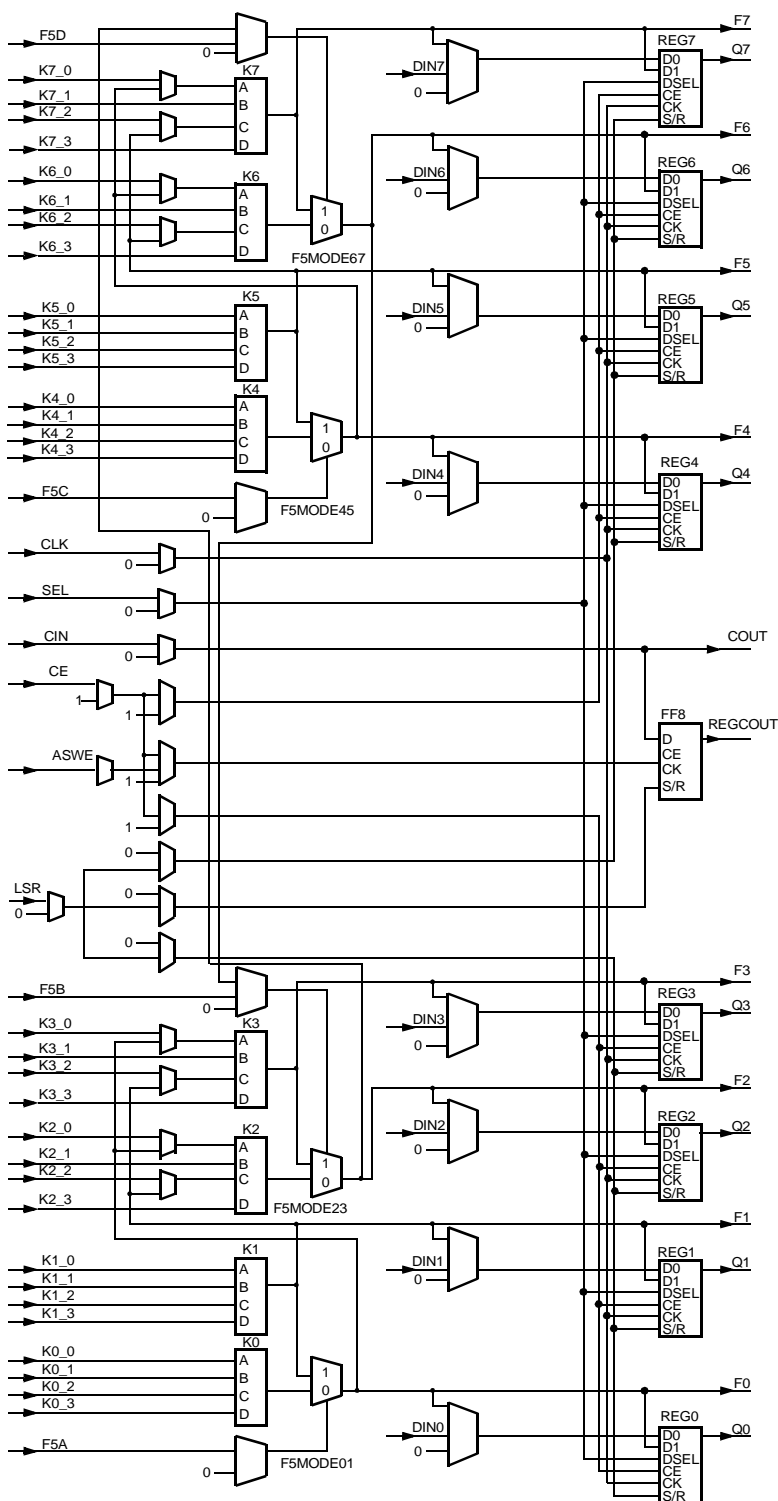 F7
F5D
0
REG7
Q7
K7_0
K7
DIN7
D0
D1
DSEL
CE
CK
S/R
K7_1
K7_2
K7_3
A
B
C
D
0
F6
K6_0
K6
REG6
Q6
K6_1
K6_2
K6_3
A
B
C
D
1
0
F5MODE67
DIN6
0
D0
D1
DSEL
CE
CK
S/R
F5
K5
REG5
Q5
K5_0
K5_1
K5_2
K5_3
A
B
C
D
DIN5
0
D0
D1
DSEL
CE
CK
S/R
K4
F4
K4_0
K4_1
K4_2
K4_3
A
B
C
D
1
0
REG4
Q4
F5C
0
F5MODE45
DIN4
0
D0
D1
DSEL
CE
CK
S/R
CLK
0
SEL
0
CIN
0
COUT
CE
1
1
FF8
REGCOUT
D
CE
CK
S/R
ASWE
1
1
0
LSR
0
0
0
F3
F5B
0
REG3
Q3
K3_0
K3
K3_1
K3_2
K3_3
A
B
C
D
DIN3
0
D0
D1
DSEL
CE
CK
S/R
F2
K2_0
K2
REG2
Q2
K2_1
K2_2
K2_3
A
B
C
D
1
0
F5MODE23
DIN2
0
D0
D1
DSEL
CE
CK
S/R
F1
K1
REG1
Q1
K1_0
K1_1
K1_2
K1_3
A
B
C
D
DIN1
0
D0
D1
DSEL
CE
CK
S/R
K0
F0
K0_0
K0_1
K0_2
K0_3
A
B
C
D
1
0
REG0
Q0
F5A
0
F5MODE01
DIN0
0
D0
D1
DSEL
CE
CK
S/R